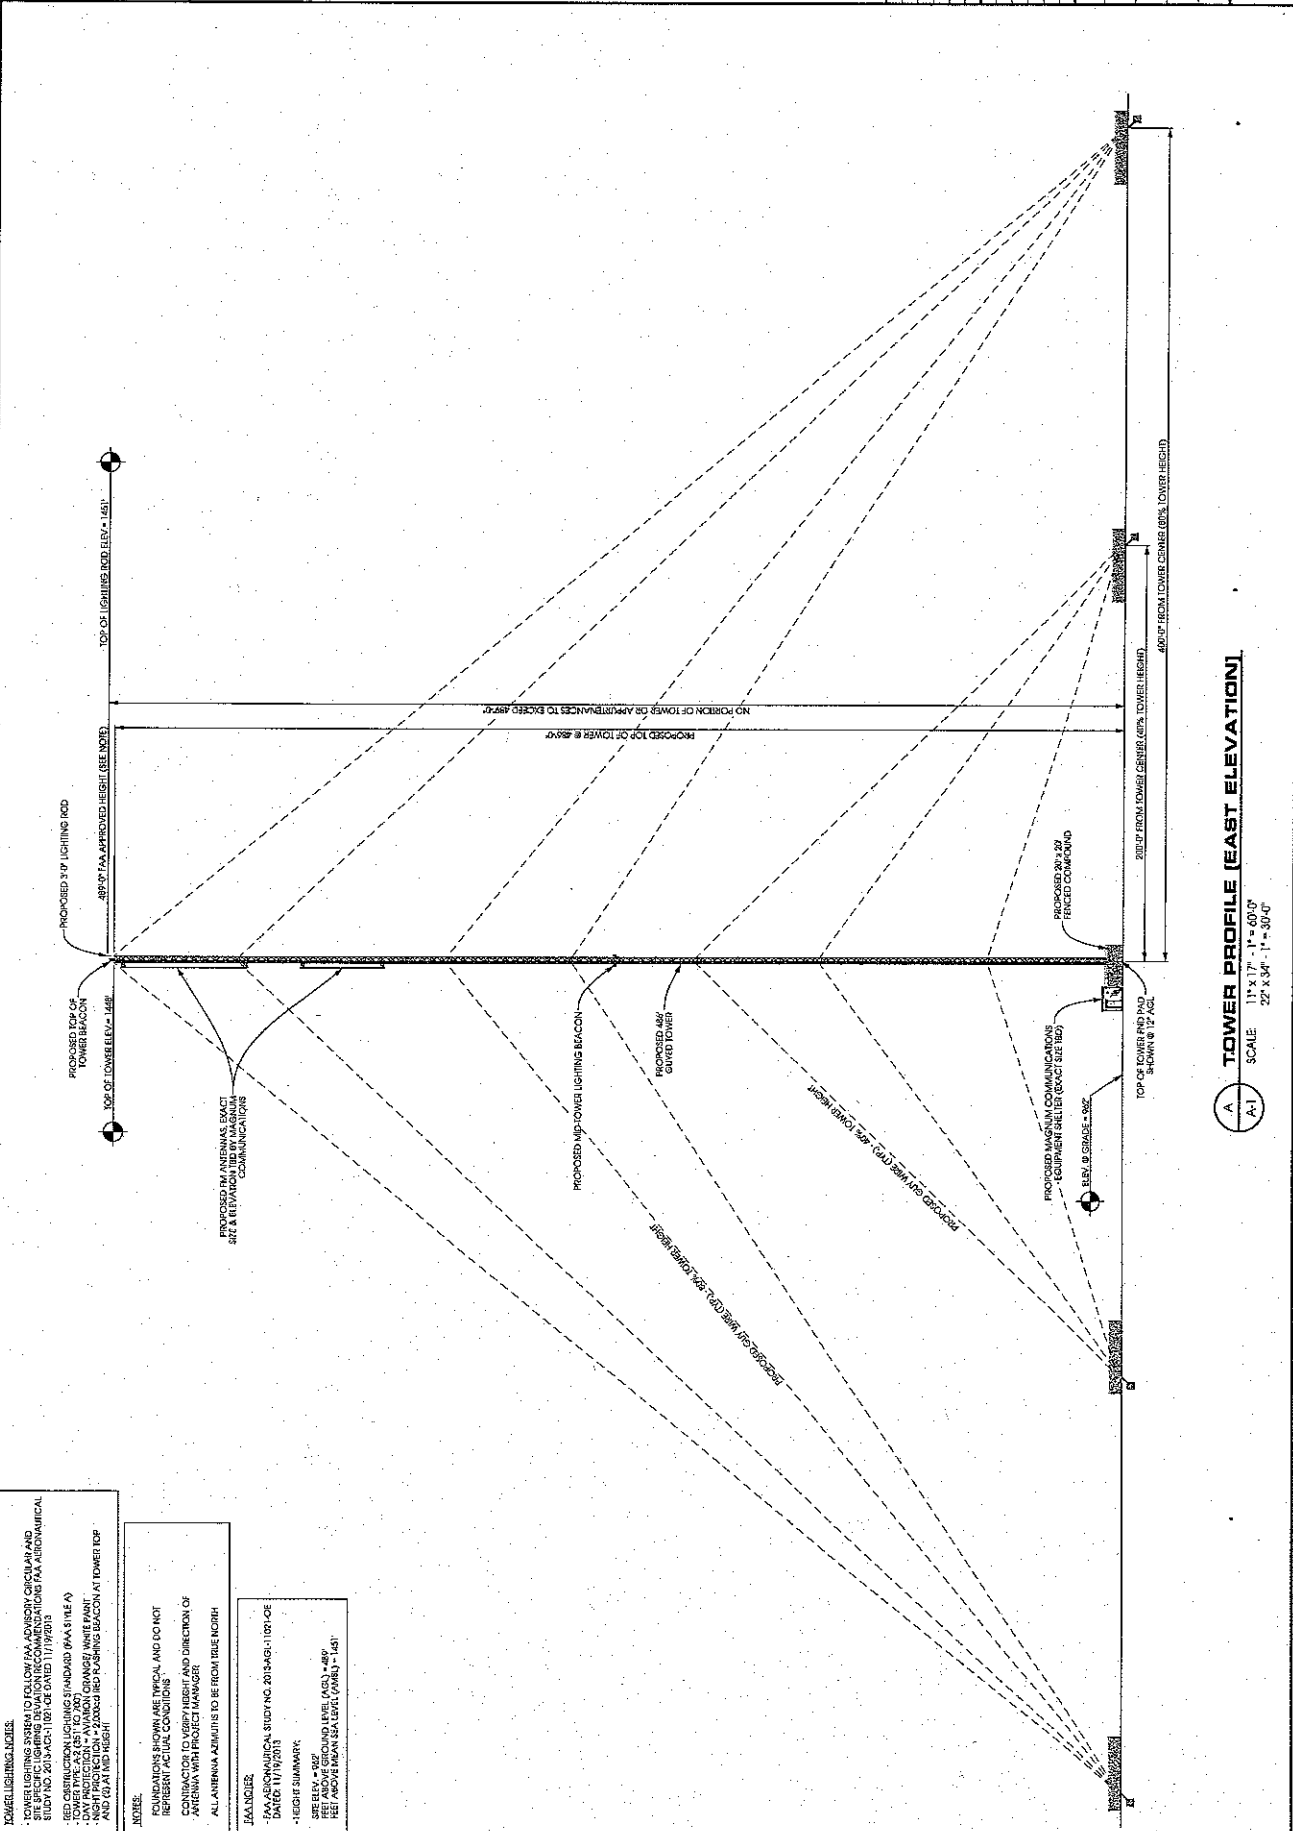 TOWER LIGHTING NOTES:
- TOWER LIGHTING SYSTEM TO FOLLOW FAA ADVISORY CIRCULAR AND
SITE SPECIFIC LIGHTING DEVIATION RECOMMENDATIONS FAA AERONAUTICAL
STUDY NO. 2013-AGL-11021-OE DATED 11/19/2013
- RED OBSTRUCTION LIGHTING STANDARD (FAA STYLE A)
- TOWER TYPE: A-2 (351' TO 700')
- DAY PROTECTION = AVIATION ORANGE/ WHITE PAINT
- NIGHT PROTECTION = 2,000cd RED FLASHING BEACON AT TOWER TOP
AND (2) AT MID HEIGHT
NOTES:
FOUNDATIONS SHOWN ARE TYPICAL AND DO NOT
REPRESENT ACTUAL CONDITIONS
CONTRACTOR TO VERIFY HEIGHT AND DIRECTION OF
ANTENNA WITH PROJECT MANAGER
ALL ANTENNA AZIMUTHS TO BE FROM TRUE NORTH
FAA NOTES:
- FAA AERONAUTICAL STUDY NO. 2013-AGL-11021-OE
DATED: 11/19/2013
- HEIGHT SUMMARY:
SITE ELEV. = 962'
FEET ABOVE GROUND LEVEL (AGL) = 489'
FEET ABOVE MEAN SEA LEVEL (AMSL) = 1451'
PROPOSED 3'-0" LIGHTING ROD
PROPOSED TOP OF
TOWER BEACON
TOP OF TOWER ELEV.= 1448'
489'-0" FAA APPROVED HEIGHT (SEE NOTE)
TOP OF LIGHTNING ROD ELEV.= 1451'
PROPOSED FM ANTENNAS, EXACT
SIZE & ELEVATION TBD BY MAGNUM
COMMUNICATIONS
NO PORTION OF TOWER OR APPURTENANCES TO EXCEED 489'-0"
PROPOSED TOP OF TOWER @ 486'-0"
PROPOSED MID-TOWER LIGHTING BEACON
PROPOSED 486'
GUYED TOWER
PROPOSED GUY WIRE (TYP.) - 80% TOWER HEIGHT
PROPOSED GUY WIRE (TYP.) - 40% TOWER HEIGHT
PROPOSED MAGNUM COMMUNICATIONS
EQUIPMENT SHELTER (EXACT SIZE TBD)
PROPOSED 20' x 20'
FENCED COMPOUND
ELEV. @ GRADE = 962'
TOP OF TOWER FND PAD
SHOWN @ 12" AGL
200'-0" FROM TOWER CENTER (40% TOWER HEIGHT)
400'-0" FROM TOWER CENTER (80% TOWER HEIGHT)
A
A-1
TOWER PROFILE [EAST ELEVATION]
SCALE: 11" x 17" - 1" = 60'-0"
22" x 34" - 1" = 30'-0"